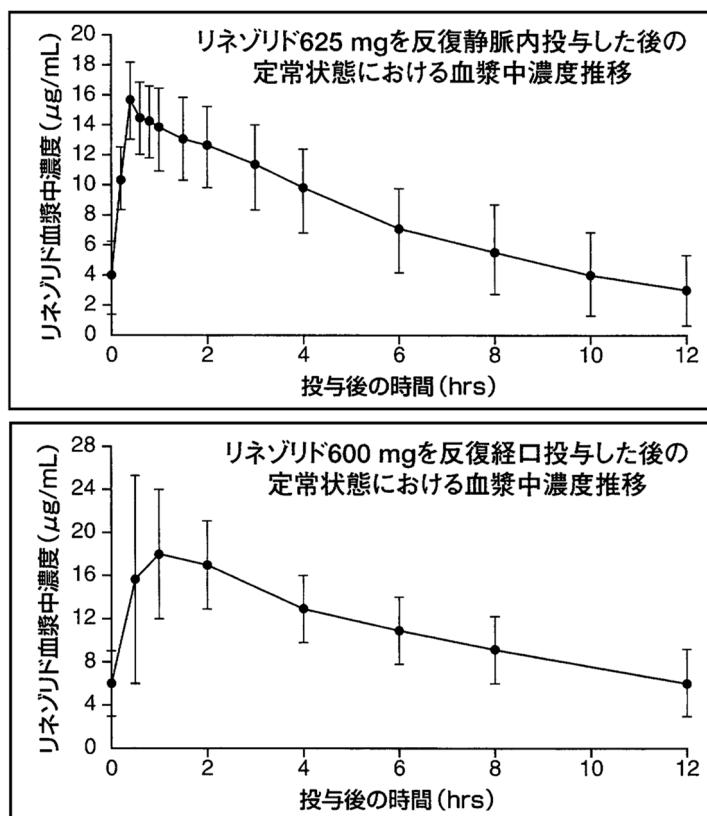 リネゾリド625 mgを反復静脈内投与した後の
定常状態における血漿中濃度推移
リネゾリド血漿中濃度(μg/mL)
20
18
16
14
12
10
8
6
4
2
0
0 2 4 6 8 10 12
投与後の時間(hrs)
リネゾリド600 mgを反復経口投与した後の
定常状態における血漿中濃度推移
リネゾリド血漿中濃度(μg/mL)
28
24
20
16
12
8
4
0
0 2 4 6 8 10 12
投与後の時間(hrs)